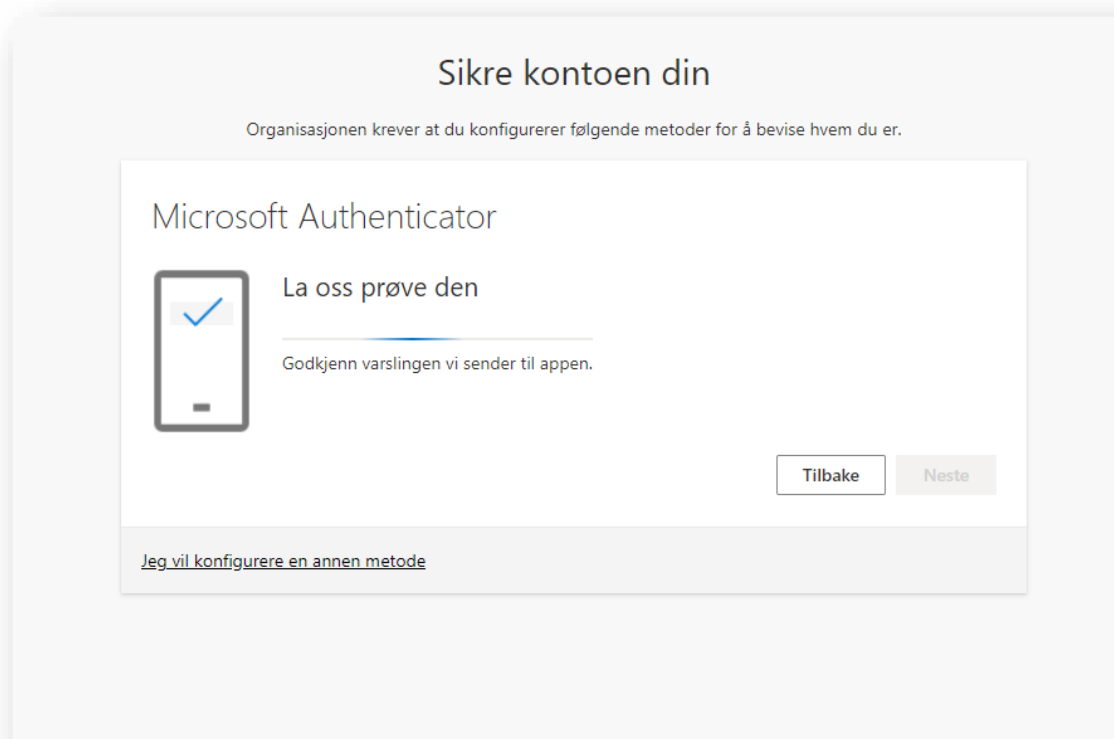 Sikre kontoen din
Organisasjonen krever at du konfigurerer følgende metoder for å bevise hvem du er.
Microsoft Authenticator
La oss prøve den
Godkjenn varslingen vi sender til appen.
Tilbake
Neste
Jeg vil konfigurere en annen metode